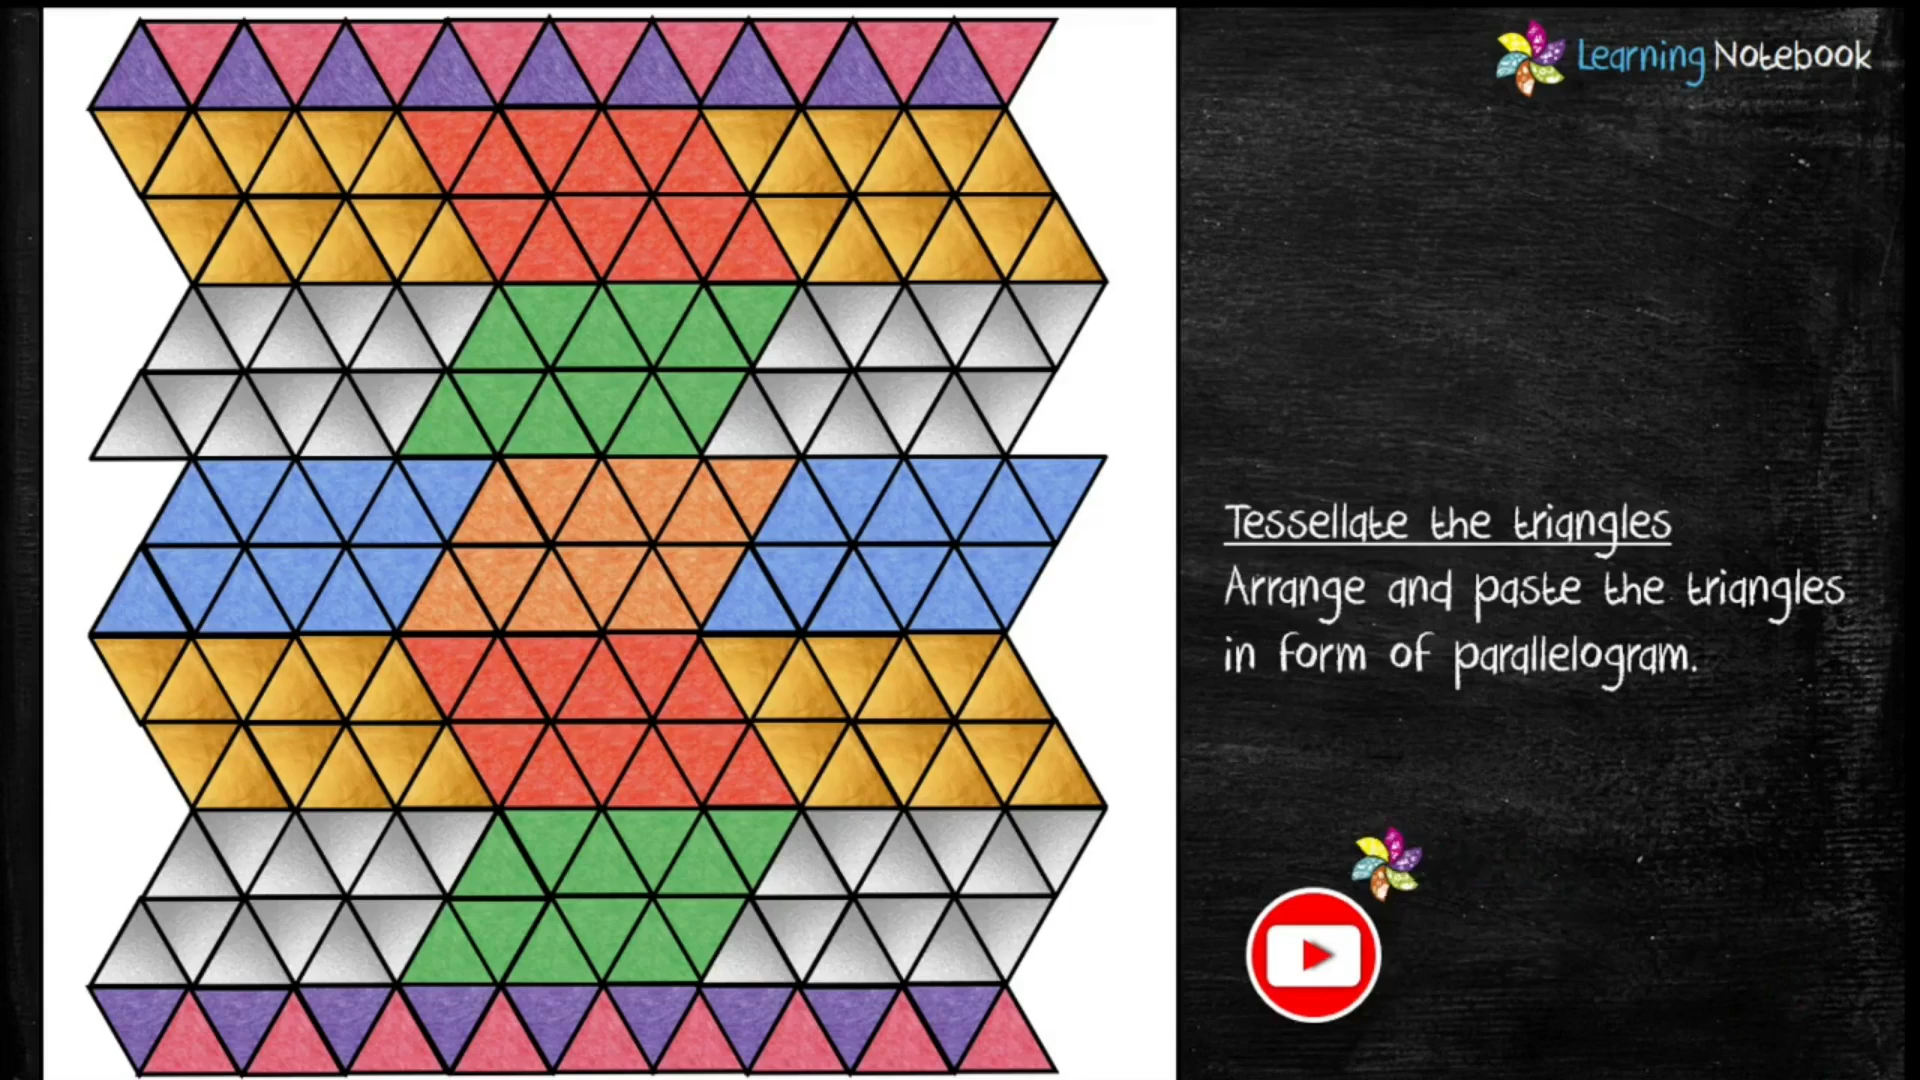 Learning Notebook
Tessellate the triangles
Arrange and paste the triangles
in form of parallelogram.